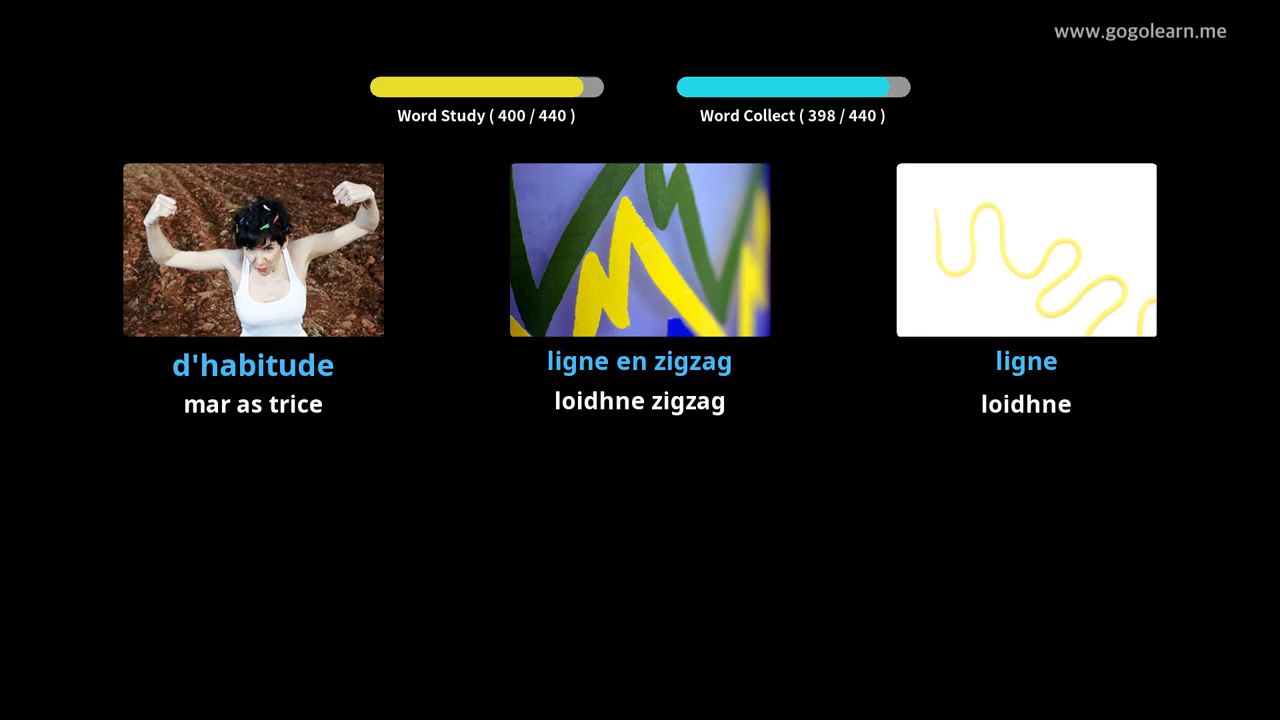 www.gogolearn.me
Word Study ( 400 / 440 )
Word Collect ( 398 / 440 )
d'habitude
mar as trice
ligne en zigzag
loidhne zigzag
ligne
loidhne